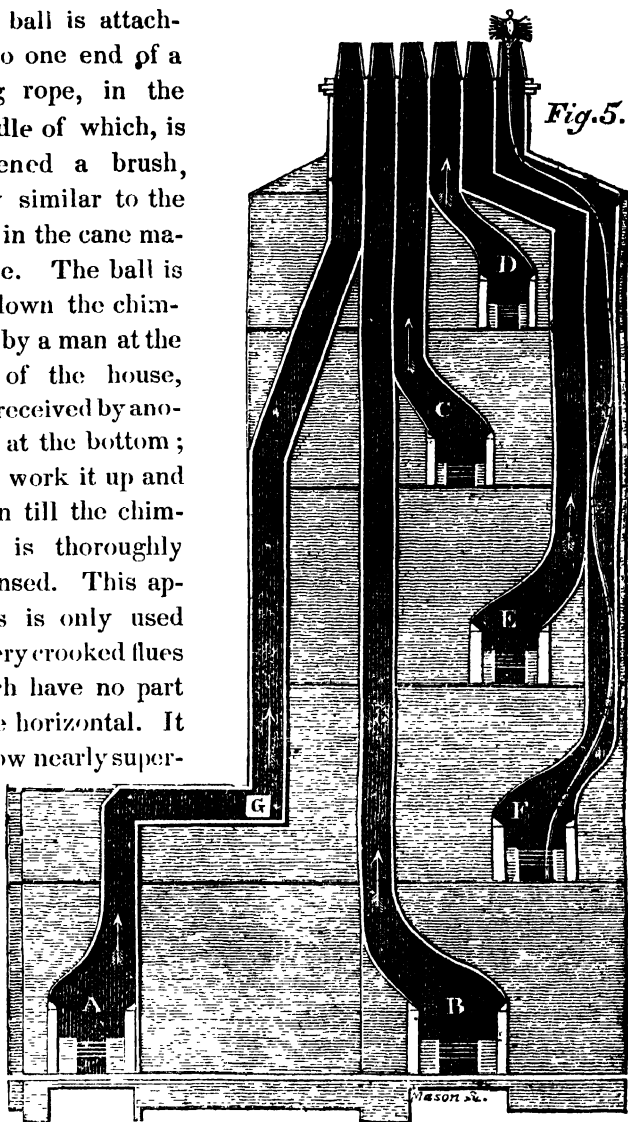 ball is attach-
o one end of a
g rope, in the
dle of which, is
ened a brush,
similar to the
in the cane ma-
e. The ball is
down the chim-
by a man at the
of the house,
received by ano-
at the bottom;
work it up and
n till the chim-
is thoroughly
nsed. This ap-
s is only used
ery crooked flues
h have no part
e horizontal. It
ow nearly super-
Fig. 5.
D
C
E
G
F
A
B
Mason Sc.